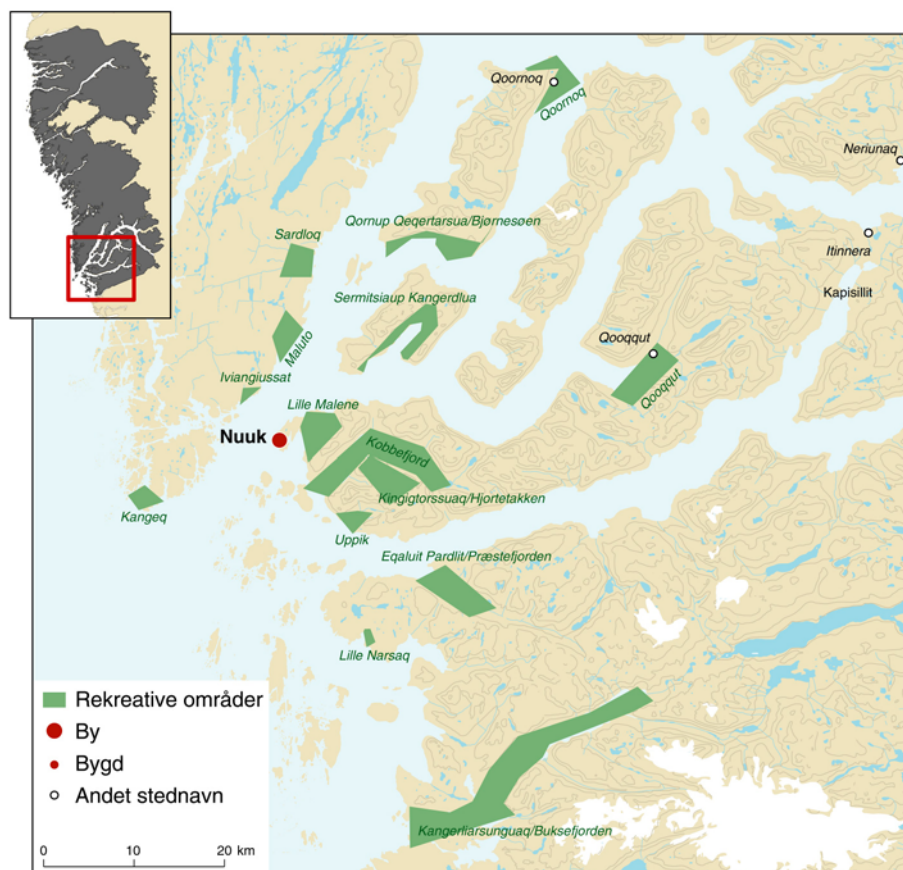 Qoornoq
Qoornoq
Neriunaq
Qornup Qeqertarsua/Bjørnesøen
Sardloq
Itinnera
Sermitsiaup Kangerdlua
Kapisillit
Maluto
Qooqqut
Iviangiussat
Qooqqut
Lille Malene
Nuuk
Kobbefjord
Kingigtorssuaq/Hjortetakken
Kangeq
Uppik
Eqaluit Pardlit/Præstefjorden
Lille Narsaq
Rekreative områder
By
Bygd
Andet stednavn
Kangerliarsunguaq/Buksefjorden
0 10 20 km